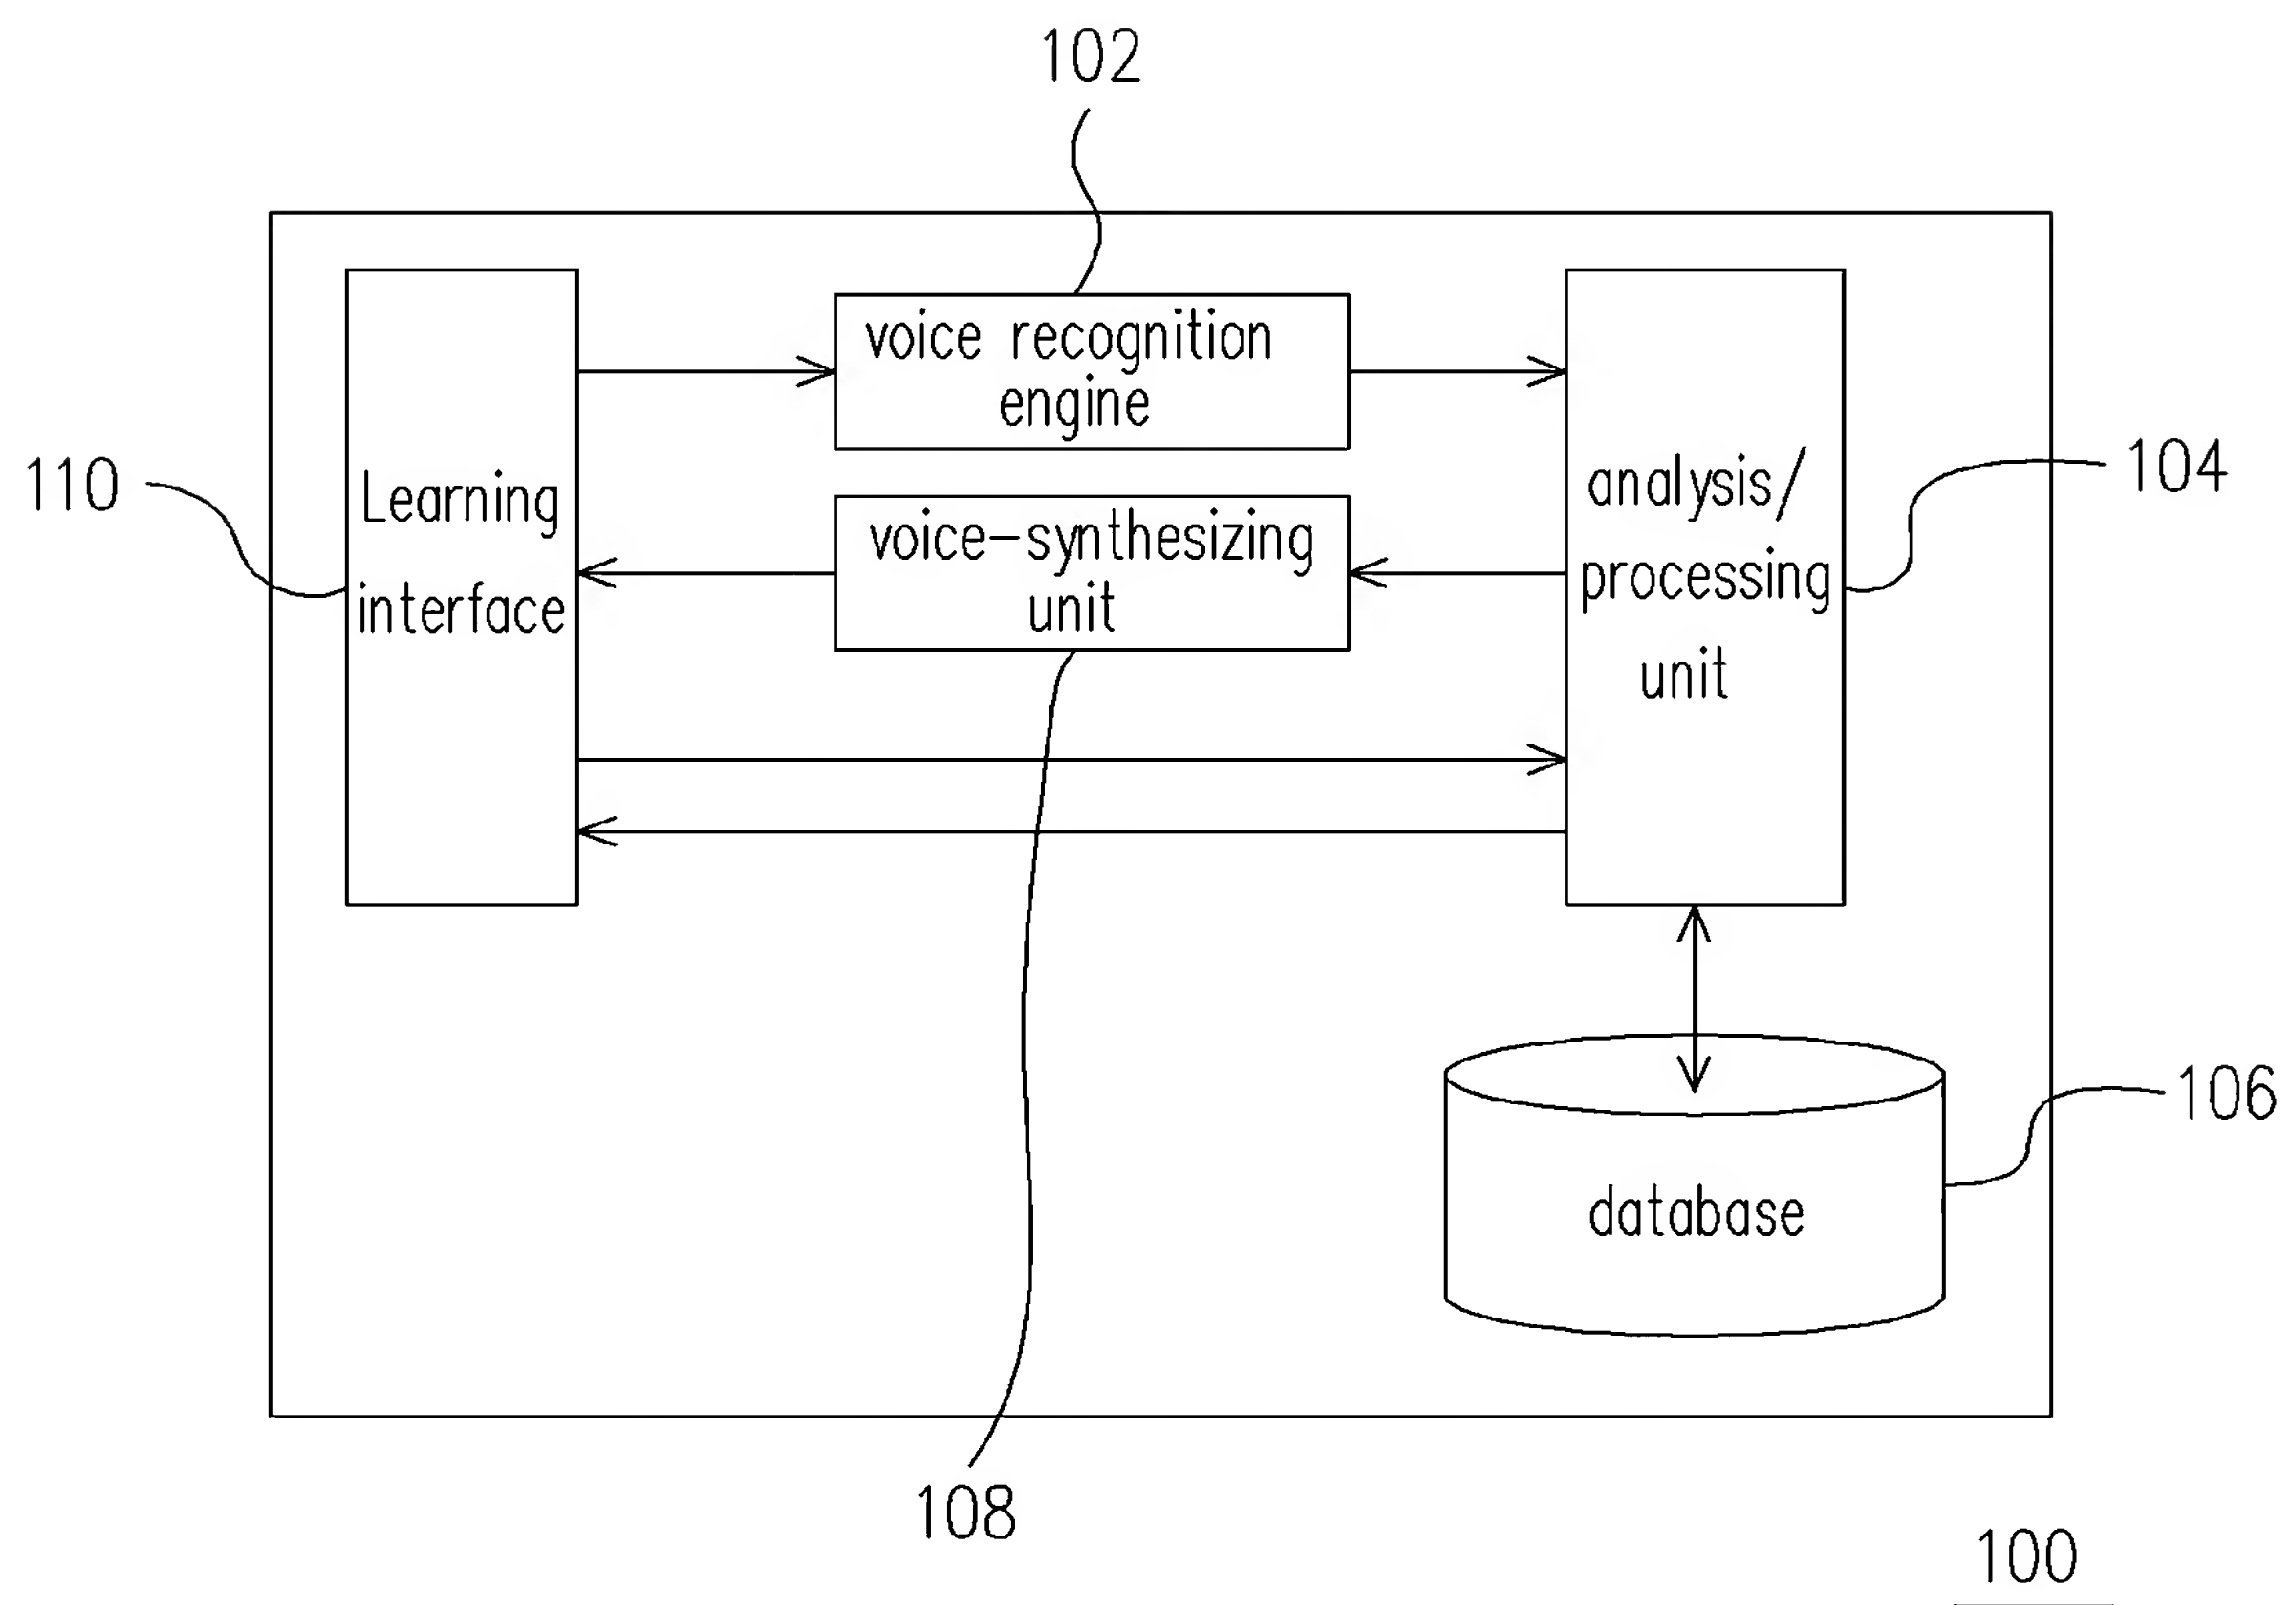 102
voice recognition
engine
110
Learning
interface
voice-synthesizing
unit
analysis/
processing
unit
104
database
106
108
100